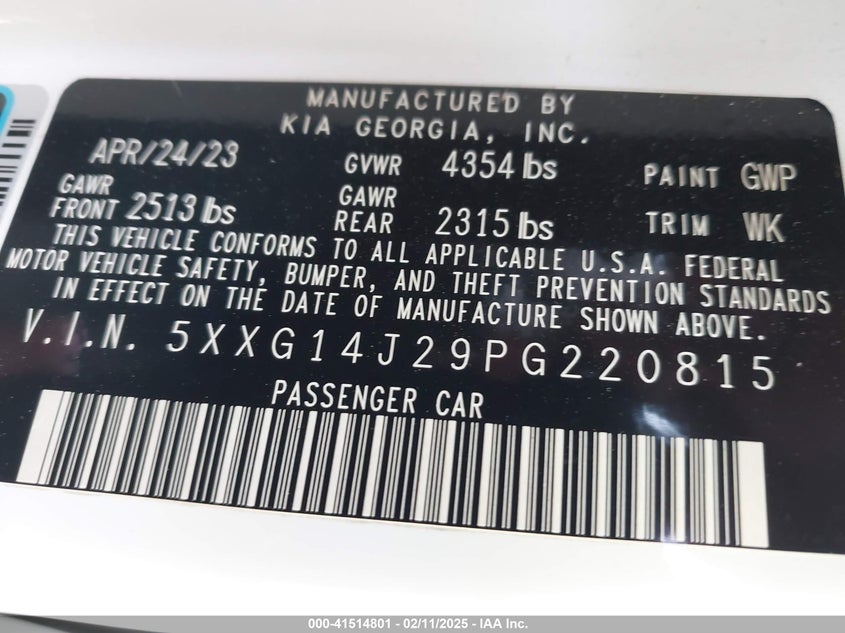 MANUFACTURED BY
KIA GEORGIA, INC.
APR/24/23 GVWR 4354 lbs PAINT GWP
GAWR FRONT 2513 lbs GAWR REAR 2315 lbs TRIM WK
THIS VEHICLE CONFORMS TO ALL APPLICABLE U.S.A. FEDERAL
MOTOR VEHICLE SAFETY, BUMPER, AND THEFT PREVENTION STANDARDS
IN EFFECT ON THE DATE OF MANUFACTURE SHOWN ABOVE.
V.I.N. 5XXG14J29PG220815
PASSENGER CAR
000-41514801 - 02/11/2025 - IAA Inc.